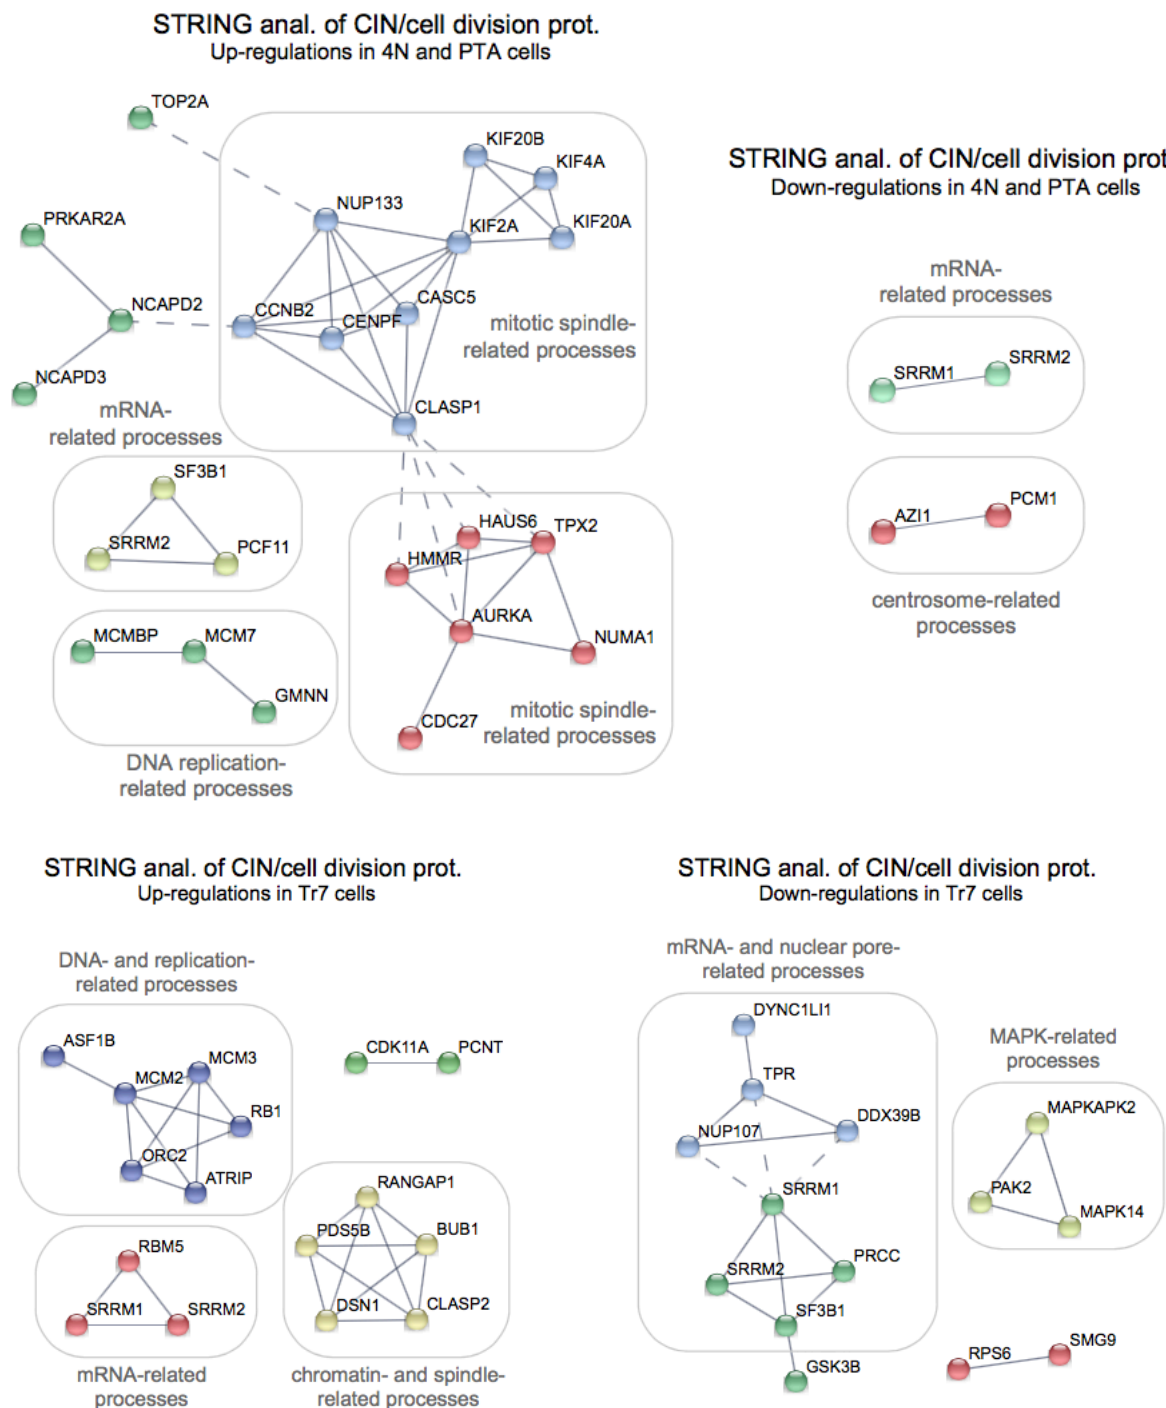 STRING anal. of CIN/cell division prot.
Up-regulations in 4N and PTA cells
TOP2A
KIF20B
KIF4A
NUP133
KIF2A
KIF20A
PRKAR2A
NCAPD2
CCNB2
CASC5
CENPF
mitotic spindle-
related processes
NCAPD3
CLASP1
mRNA-
related processes
SF3B1
SRRM2
PCF11
HAUS6
TPX2
HMMR
AURKA
NUMA1
CDC27
mitotic spindle-
related processes
MCMBP
MCM7
GMNN
DNA replication-
related processes
STRING anal. of CIN/cell division prot
Down-regulations in 4N and PTA cells
mRNA-
related processes
SRRM1
SRRM2
AZI1
PCM1
centrosome-related
processes
STRING anal. of CIN/cell division prot.
Up-regulations in Tr7 cells
DNA- and replication-
related processes
ASF1B
MCM2
MCM3
RB1
ORC2
ATRIP
CDK11A
PCNT
RBM5
SRRM1
SRRM2
mRNA-related
processes
RANGAP1
PDS5B
BUB1
DSN1
CLASP2
chromatin- and spindle-
related processes
STRING anal. of CIN/cell division prot.
Down-regulations in Tr7 cells
mRNA- and nuclear pore-
related processes
DYNC1LI1
TPR
NUP107
DDX39B
SRRM1
SRRM2
PRCC
SF3B1
GSK3B
MAPK-related
processes
MAPKAPK2
PAK2
MAPK14
RPS6
SMG9